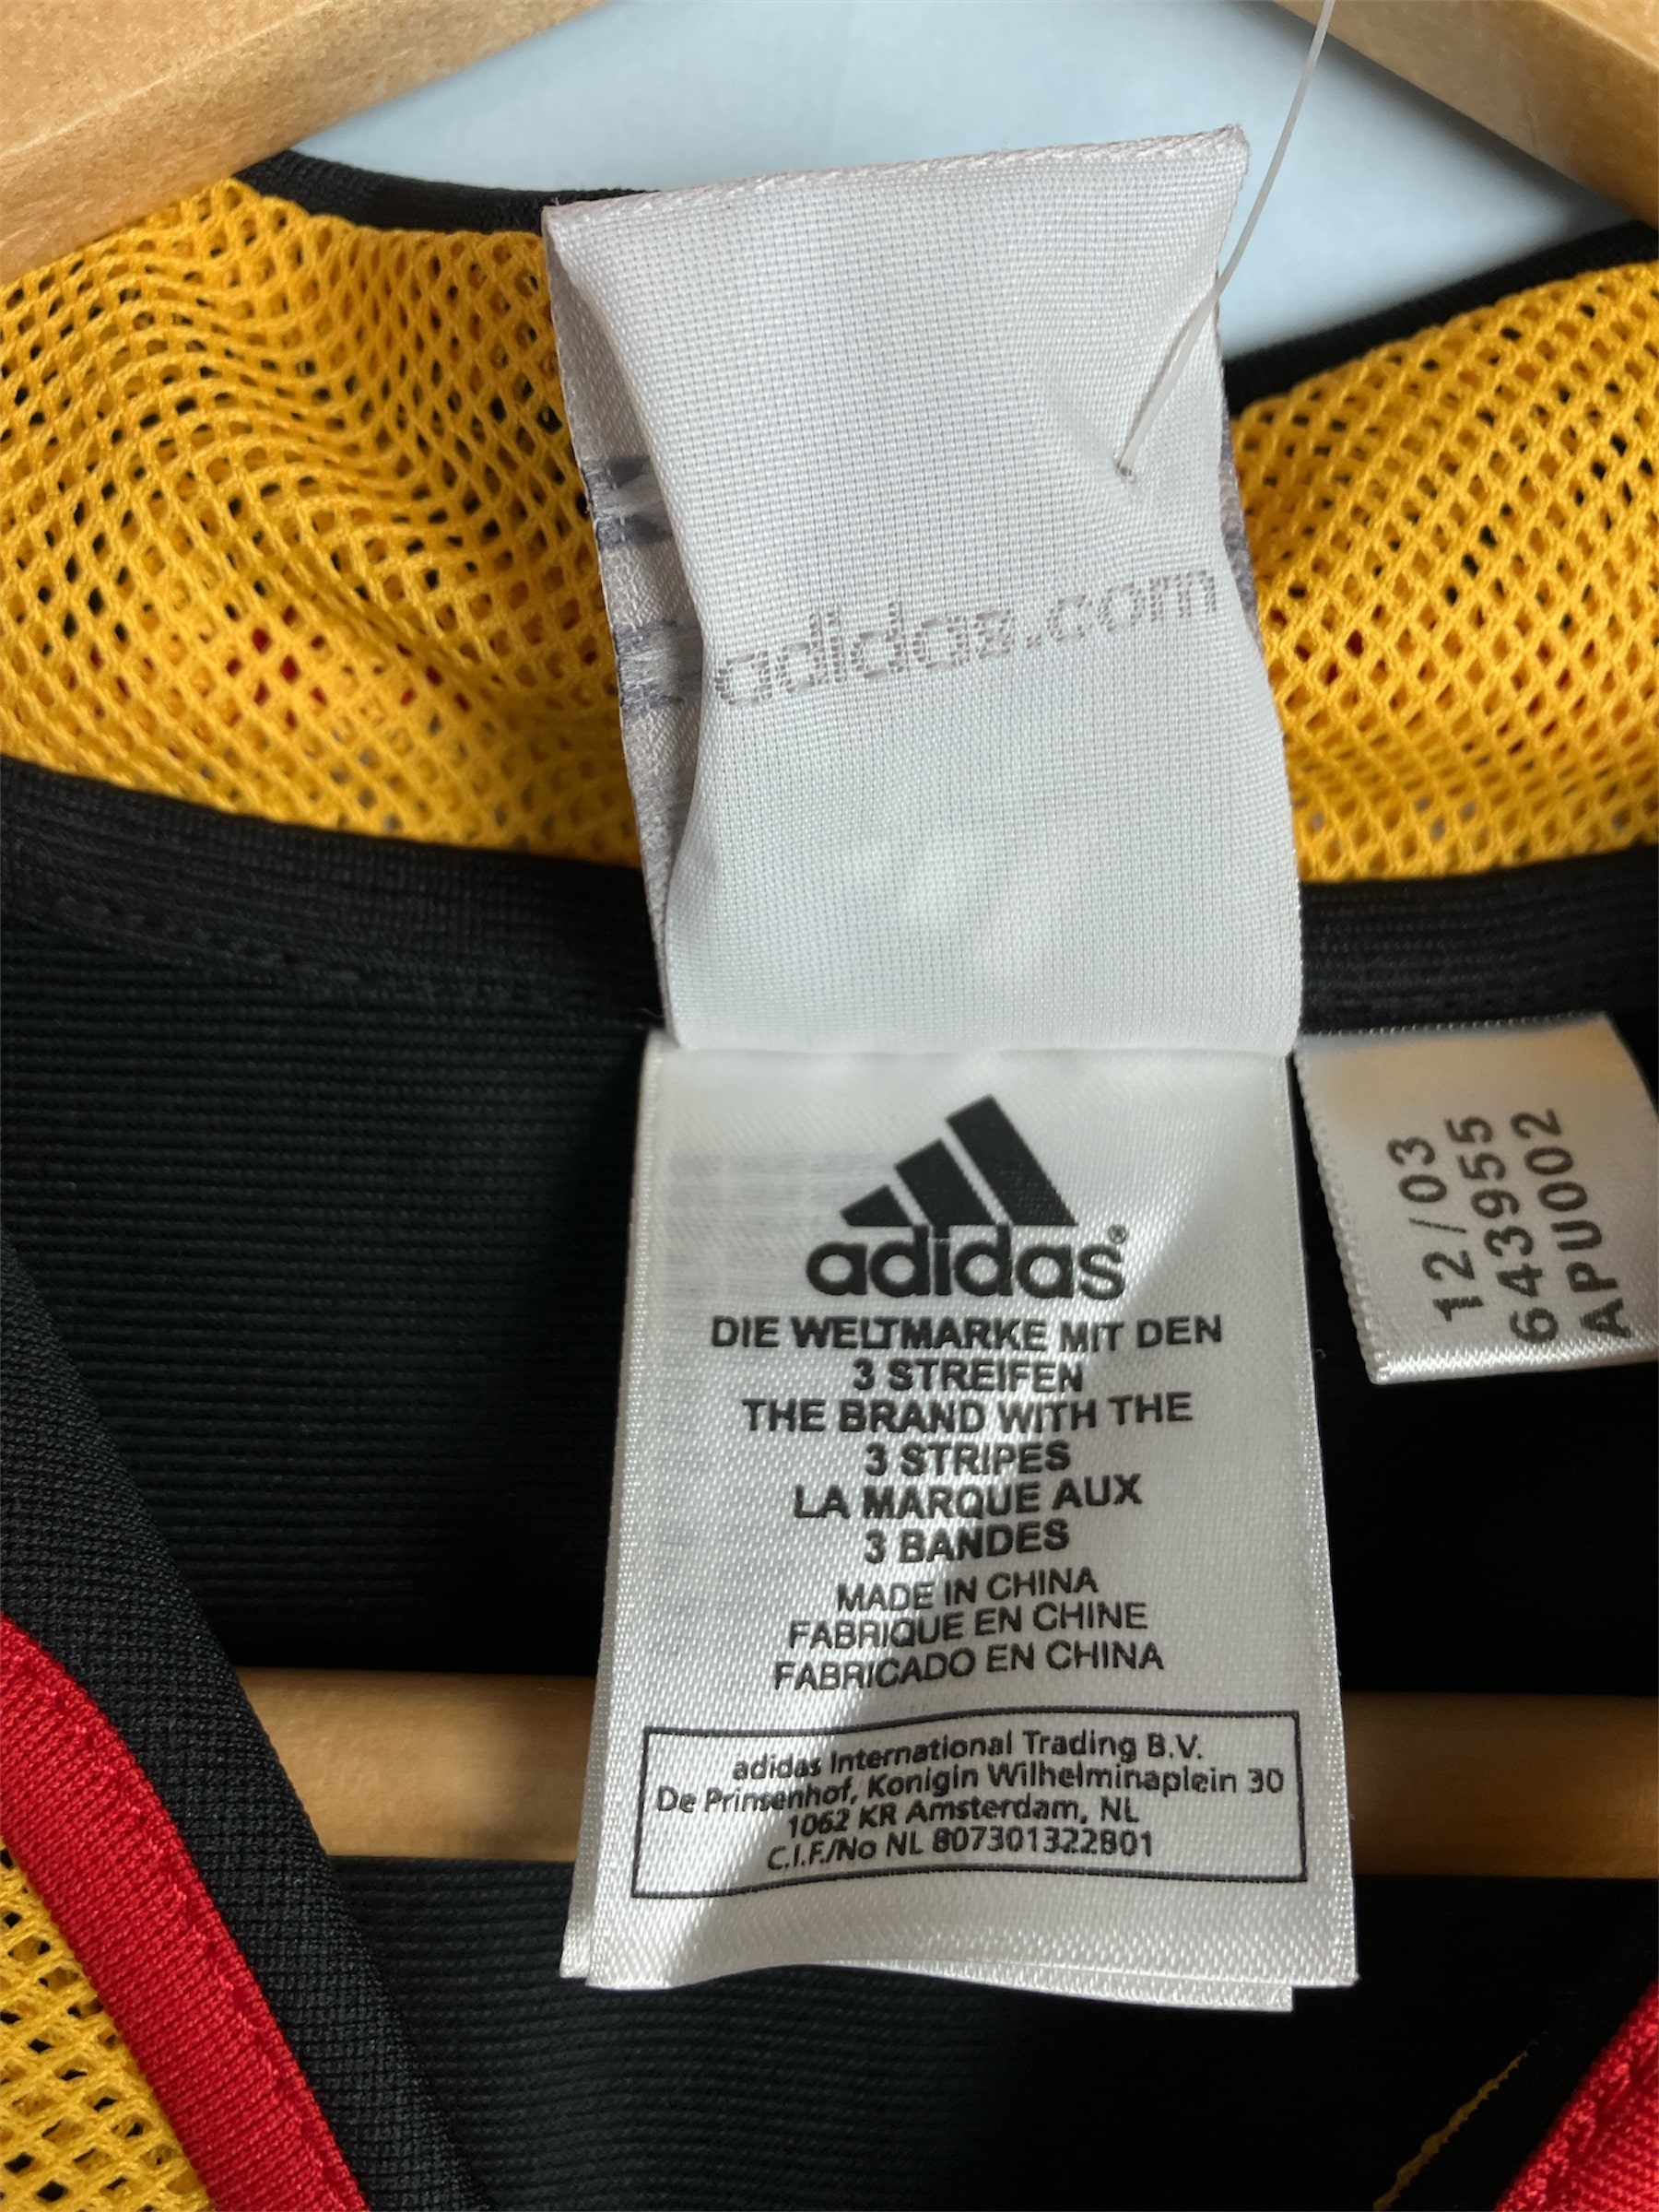 adidas.com
adidas®
DIE WELTMARKE MIT DEN
3 STREIFEN
THE BRAND WITH THE
3 STRIPES
LA MARQUE AUX
3 BANDES
MADE IN CHINA
FABRIQUE EN CHINE
FABRICADO EN CHINA
adidas International Trading B.V.
De Prinsenhof, Konigin Wilhelminaplein 30
1062 KR Amsterdam, NL
C.I.F./No NL 807301322B01
12/03
643955
APU002